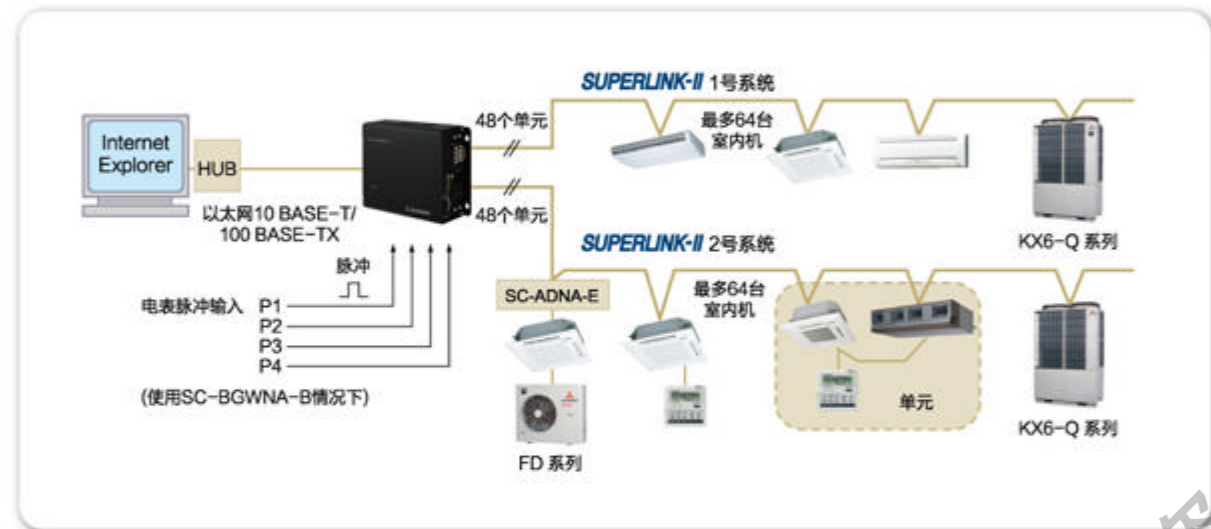 SUPERLINK-II 1号系统
48个单元
最多64台
室内机
Internet
Explorer
HUB
以太网10 BASE-T/
100 BASE-TX
48个单元
KX6-Q 系列
SUPERLINK-II 2号系统
脉冲
SC-ADNA-E
最多64台
室内机
电表脉冲输入 P1
P2
P3
P4
(使用SC-BGWNA-B情况下)
单元
KX6-Q 系列
FD 系列